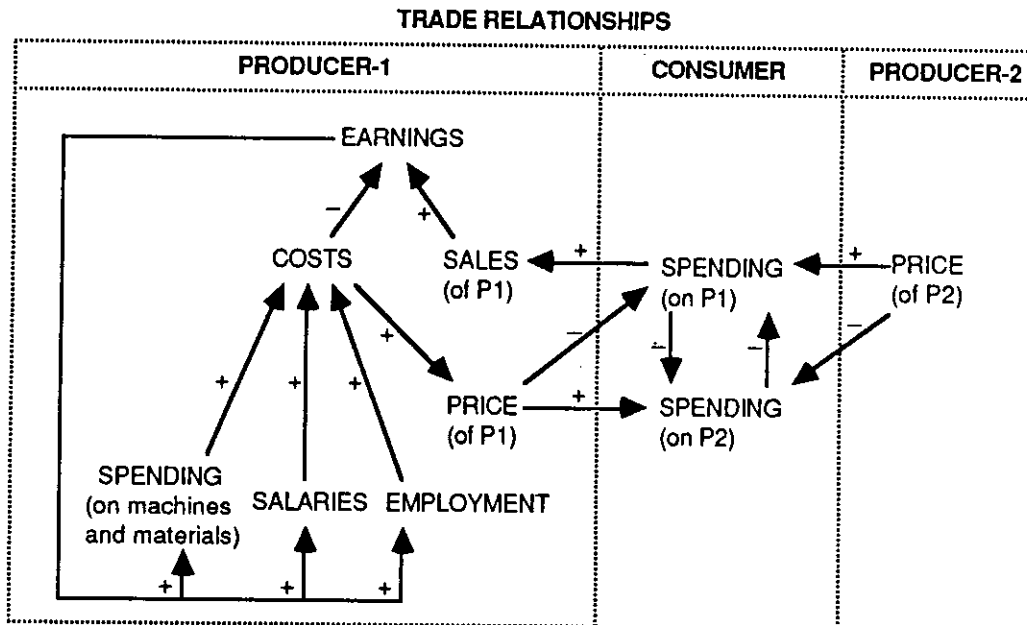 TRADE RELATIONSHIPS
PRODUCER-1
CONSUMER
PRODUCER-2
EARNINGS
−
+
COSTS
SALES
(of P1)
+
SPENDING
(on P1)
+
PRICE
(of P2)
+
−
−
−
−
+
+
+
PRICE
(of P1)
+
SPENDING
(on P2)
SPENDING
(on machines
and materials)
SALARIES
EMPLOYMENT
+
+
+